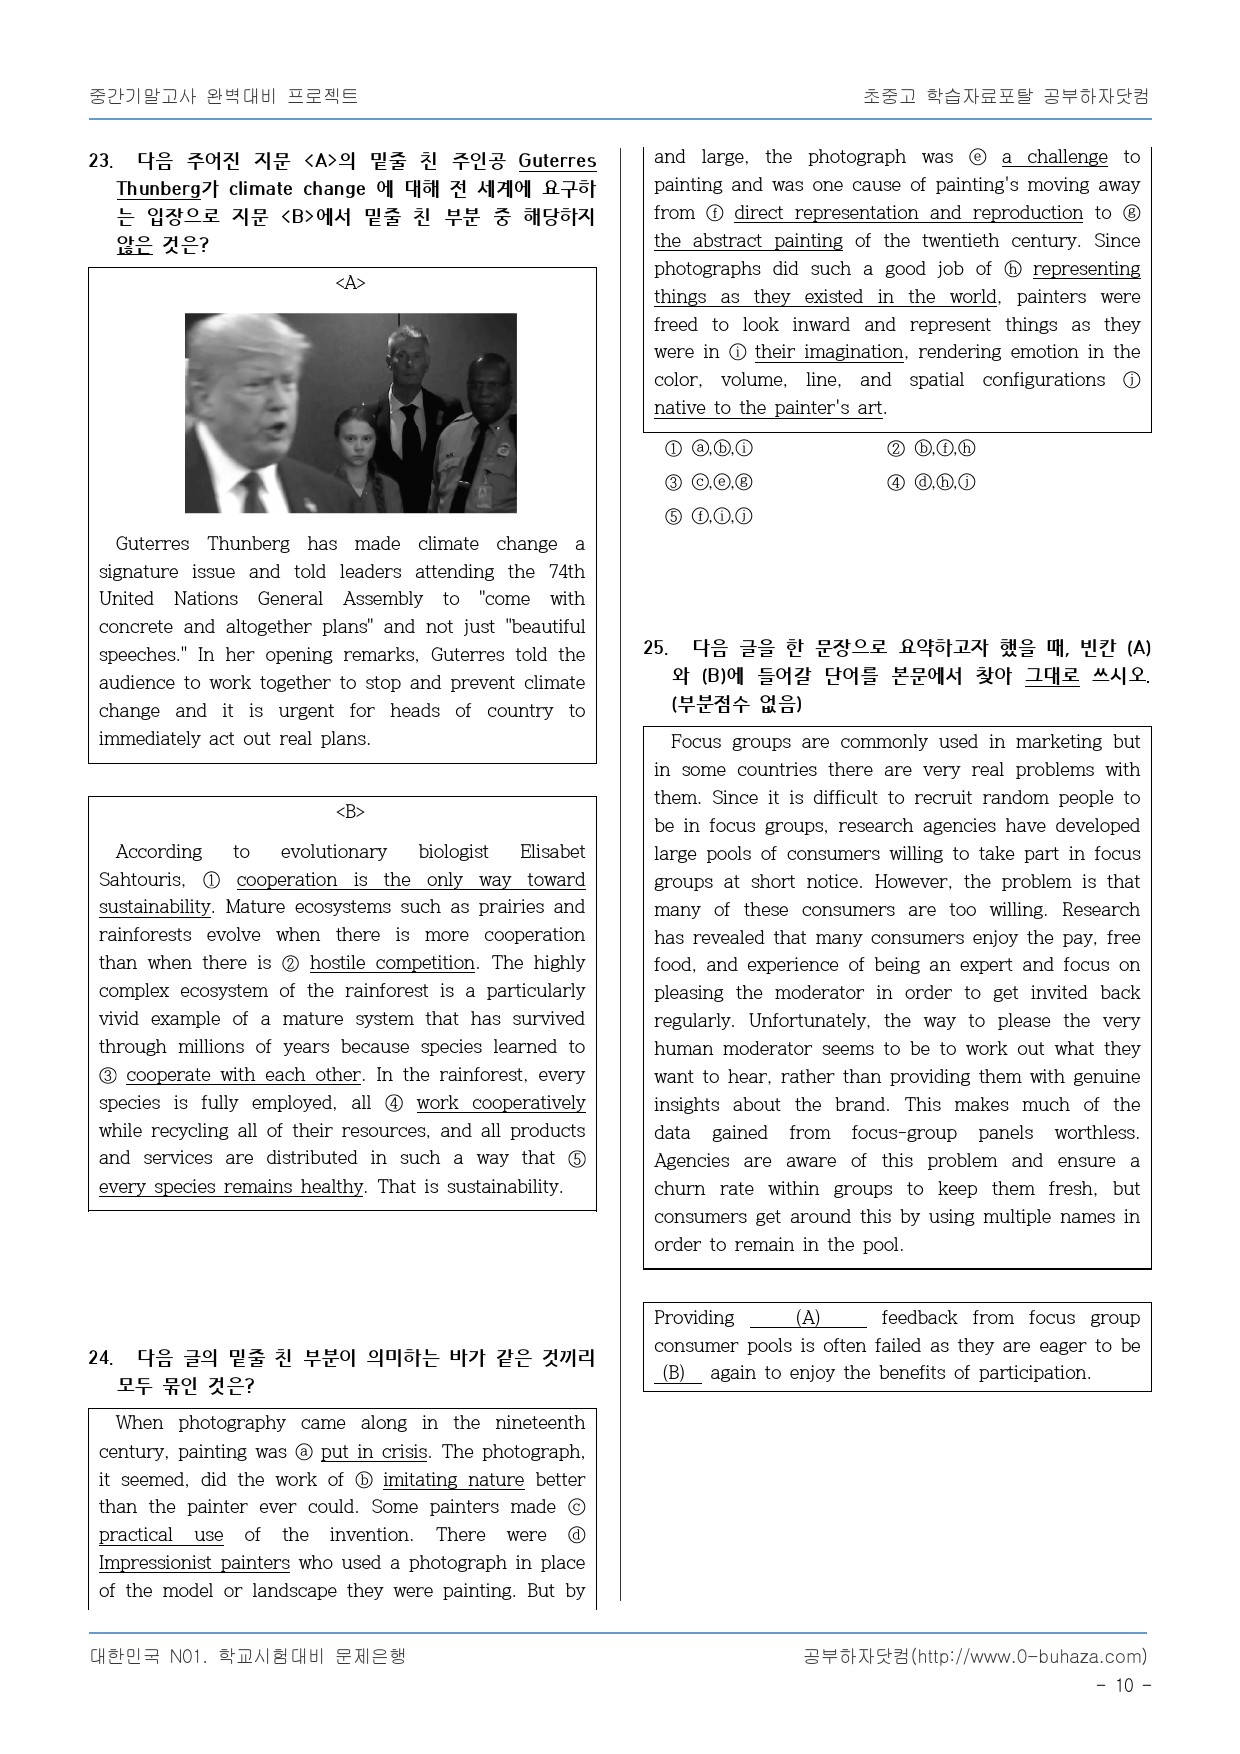 중간기말고사 완벽대비 프로젝트
초중고 학습자료포탈 공부하자닷컴
23. 다음 주어진 지문 <A>의 밑줄 친 주인공 Guterres
Thunberg가 climate change 에 대해 전 세계에 요구하
는 입장으로 지문 <B>에서 밑줄 친 부분 중 해당하지
않은 것은?
<A>
Guterres Thunberg has made climate change a
signature issue and told leaders attending the 74th
United Nations General Assembly to "come with
concrete and altogether plans" and not just "beautiful
speeches." In her opening remarks, Guterres told the
audience to work together to stop and prevent climate
change and it is urgent for heads of country to
immediately act out real plans.
<B>
According to evolutionary biologist Elisabet
Sahtouris, ① cooperation is the only way toward
sustainability. Mature ecosystems such as prairies and
rainforests evolve when there is more cooperation
than when there is ② hostile competition. The highly
complex ecosystem of the rainforest is a particularly
vivid example of a mature system that has survived
through millions of years because species learned to
③ cooperate with each other. In the rainforest, every
species is fully employed, all ④ work cooperatively
while recycling all of their resources, and all products
and services are distributed in such a way that ⑤
every species remains healthy. That is sustainability.
24. 다음 글의 밑줄 친 부분이 의미하는 바가 같은 것끼리
모두 묶인 것은?
When photography came along in the nineteenth
century, painting was ⓐ put in crisis. The photograph,
it seemed, did the work of ⓑ imitating nature better
than the painter ever could. Some painters made ⓒ
practical use of the invention. There were ⓓ
Impressionist painters who used a photograph in place
of the model or landscape they were painting. But by
and large, the photograph was ⓔ a challenge to
painting and was one cause of painting's moving away
from ⓕ direct representation and reproduction to ⓖ
the abstract painting of the twentieth century. Since
photographs did such a good job of ⓗ representing
things as they existed in the world, painters were
freed to look inward and represent things as they
were in ⓘ their imagination, rendering emotion in the
color, volume, line, and spatial configurations ⓙ
native to the painter's art.
① ⓐ,ⓑ,ⓘ ② ⓑ,ⓕ,ⓗ
③ ⓒ,ⓔ,ⓖ ④ ⓓ,ⓗ,ⓙ
⑤ ⓕ,ⓘ,ⓙ
25. 다음 글을 한 문장으로 요약하고자 했을 때, 빈칸 (A)
와 (B)에 들어갈 단어를 본문에서 찾아 그대로 쓰시오.
(부분점수 없음)
Focus groups are commonly used in marketing but
in some countries there are very real problems with
them. Since it is difficult to recruit random people to
be in focus groups, research agencies have developed
large pools of consumers willing to take part in focus
groups at short notice. However, the problem is that
many of these consumers are too willing. Research
has revealed that many consumers enjoy the pay, free
food, and experience of being an expert and focus on
pleasing the moderator in order to get invited back
regularly. Unfortunately, the way to please the very
human moderator seems to be to work out what they
want to hear, rather than providing them with genuine
insights about the brand. This makes much of the
data gained from focus-group panels worthless.
Agencies are aware of this problem and ensure a
churn rate within groups to keep them fresh, but
consumers get around this by using multiple names in
order to remain in the pool.
Providing (A) feedback from focus group
consumer pools is often failed as they are eager to be
(B) again to enjoy the benefits of participation.
대한민국 N01. 학교시험대비 문제은행
공부하자닷컴(http://www.0-buhaza.com)
- 10 -